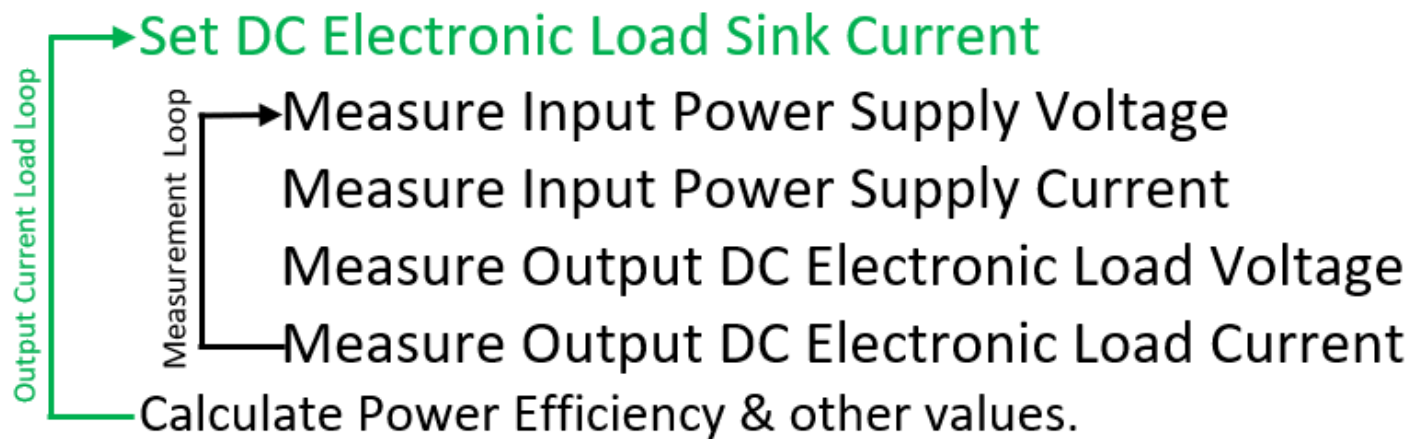 Set DC Electronic Load Sink Current
Measure Input Power Supply Voltage
Measure Input Power Supply Current
Measure Output DC Electronic Load Voltage
Measure Output DC Electronic Load Current
Calculate Power Efficiency & other values.
Output Current Load Loop
Measurement Loop